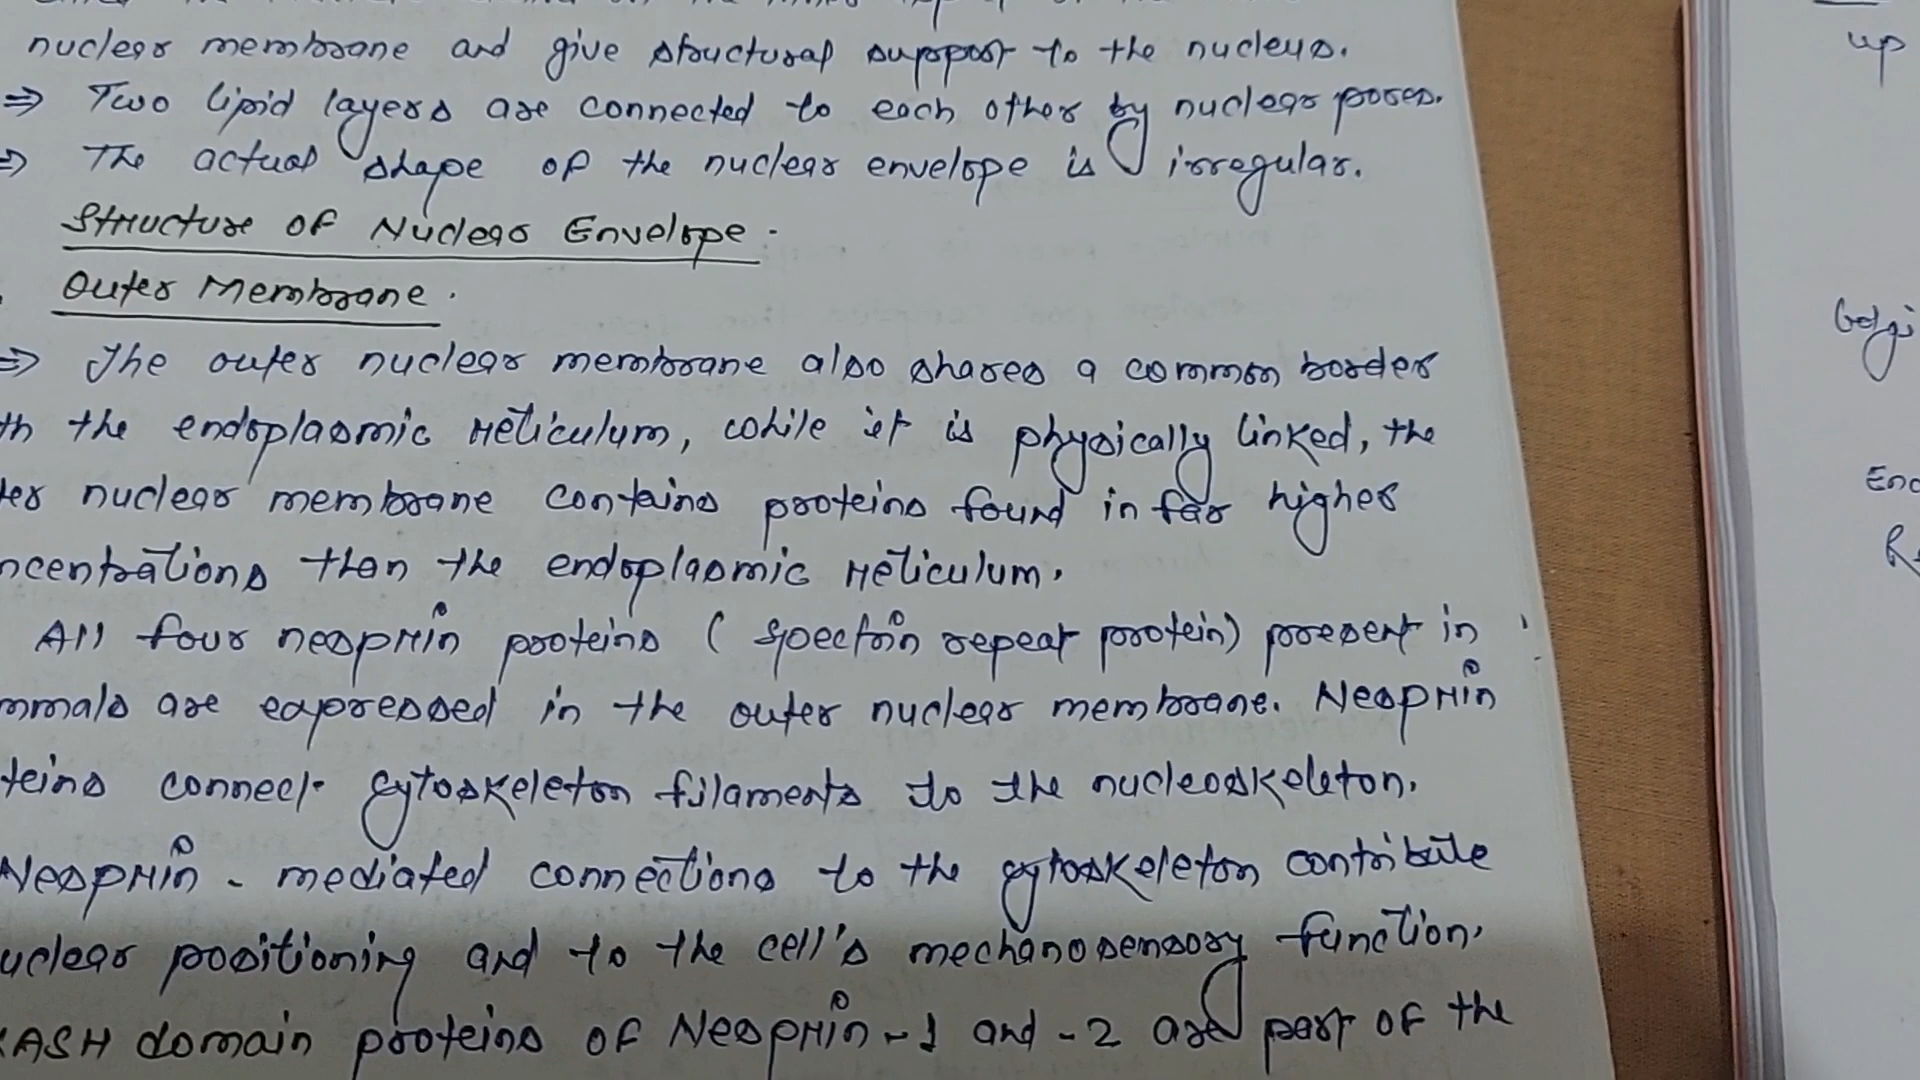 nuclear membrane and give structural support to the nucleus.
⇒ Two lipid layers are connected to each other by nuclear pores.
⇒ The actual shape of the nuclear envelope is irregular.
Structure of Nuclear Envelope.
Outer Membrane.
⇒ The outer nuclear membrane also shares a common border
th the endoplasmic reticulum, while it is physically linked, the
ter nuclear membrane contains proteins found in far higher
ncentrations than the endoplasmic reticulum.
All four nesprin proteins (spectrin repeat protein) present in
mmals are expressed in the outer nuclear membrane. Nesprin
teins connect cytoskeleton filaments to the nucleoskeleton.
Nesprin-mediated connections to the cytoskeleton contribute
uclear positioning and to the cell's mechanosensory function.
KASH domain proteins of Nesprin-1 and -2 are part of the
up
Golgi
End